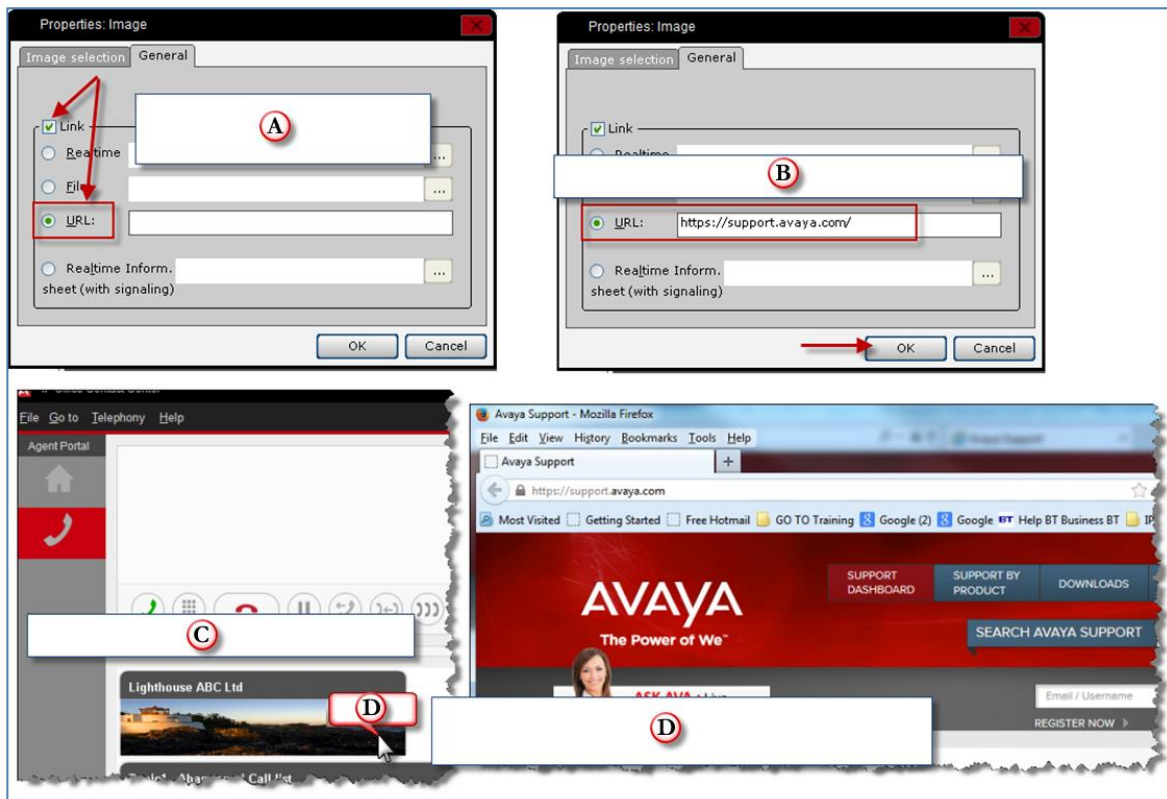 Properties: Image
Image selection General
A
Link
Realtime
...
File
...
URL:
Realtime Inform.
...
sheet (with signaling)
OK Cancel
Properties: Image
Image selection General
Link
B
URL: https://support.avaya.com/
Realtime Inform.
...
sheet (with signaling)
OK Cancel
File Go to Telephony Help
Agent Portal
C
Lighthouse ABC Ltd
D
Avaya Support - Mozilla Firefox
File Edit View History Bookmarks Tools Help
Avaya Support +
https://support.avaya.com
Most Visited Getting Started Free Hotmail GO TO Training Google (2) Google BT Help BT Business BT
AVAYA
The Power of We™
SUPPORT DASHBOARD
SUPPORT BY PRODUCT
DOWNLOADS
SEARCH AVAYA SUPPORT
Email / Username
REGISTER NOW
D